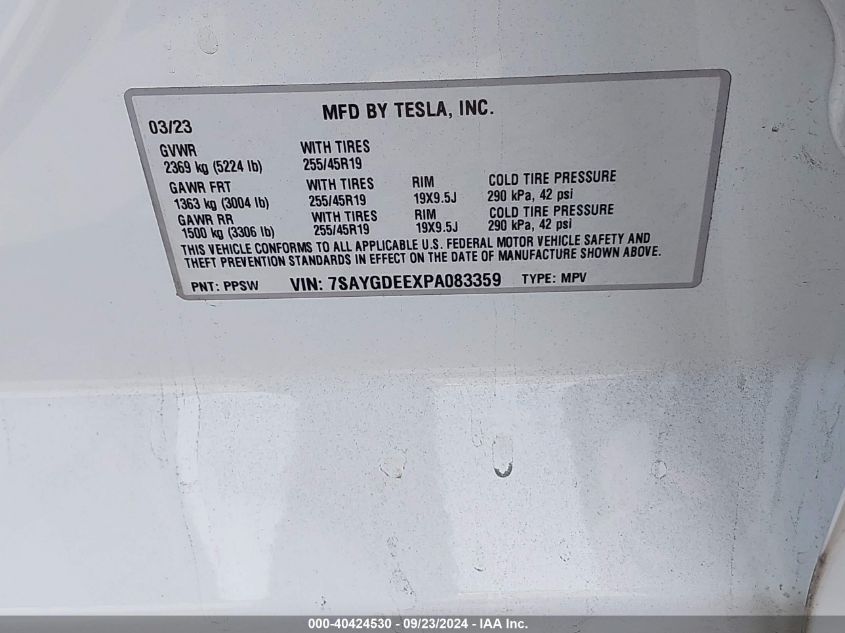 03/23
MFD BY TESLA, INC.
GVWR WITH TIRES
2369 kg (5224 lb) 255/45R19
GAWR FRT WITH TIRES RIM COLD TIRE PRESSURE
1363 kg (3004 lb) 255/45R19 19X9.5J 290 kPa, 42 psi
GAWR RR WITH TIRES RIM COLD TIRE PRESSURE
1500 kg (3306 lb) 255/45R19 19X9.5J 290 kPa, 42 psi
THIS VEHICLE CONFORMS TO ALL APPLICABLE U.S. FEDERAL MOTOR VEHICLE SAFETY AND
THEFT PREVENTION STANDARDS IN EFFECT ON THE DATE OF MANUFACTURE SHOWN ABOVE.
PNT: PPSW VIN: 7SAYGDEEXPA083359 TYPE: MPV
000-40424530 - 09/23/2024 - IAA Inc.